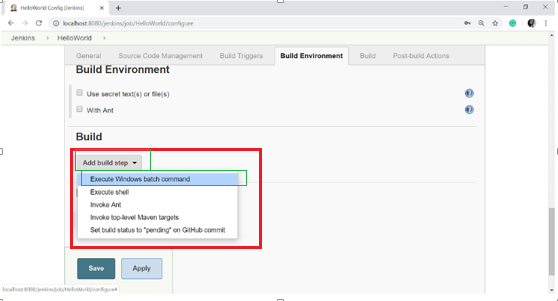 HelloWorld Config [Jenkins]
localhost:8080/jenkins/job/HelloWorld/configure
Jenkins HelloWorld
General Source Code Management Build Triggers Build Environment Build Post-build Actions
Build Environment
Use secret text(s) or file(s)
With Ant
Build
Add build step
Execute Windows batch command
Execute shell
Invoke Ant
Invoke top-level Maven targets
Set build status to "pending" on GitHub commit
Save Apply
localhost:8080/jenkins/job/HelloWorld/configure#